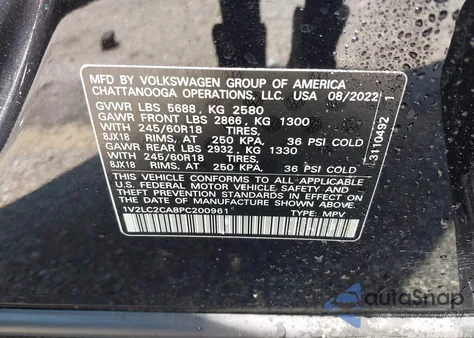 MFD BY VOLKSWAGEN GROUP OF AMERICA
CHATTANOOGA OPERATIONS, LLC. USA 08/2022
GVWR LBS 5688, KG 2580
GAWR FRONT LBS 2866, KG 1300
WITH 245/60R18 TIRES,
8JX18 RIMS, AT 250 KPA, 36 PSI COLD
GAWR REAR LBS 2932, KG 1330
WITH 245/60R18 TIRES,
8JX18 RIMS, AT 250 KPA, 36 PSI COLD
THIS VEHICLE CONFORMS TO ALL APPLICABLE
U.S. FEDERAL MOTOR VEHICLE SAFETY AND
THEFT PREVENTION STANDARDS IN EFFECT ON
THE DATE OF MANUFACTURE SHOWN ABOVE.
1V2LC2CA8PC200961 TYPE: MPV
3110492 1
autoSnap